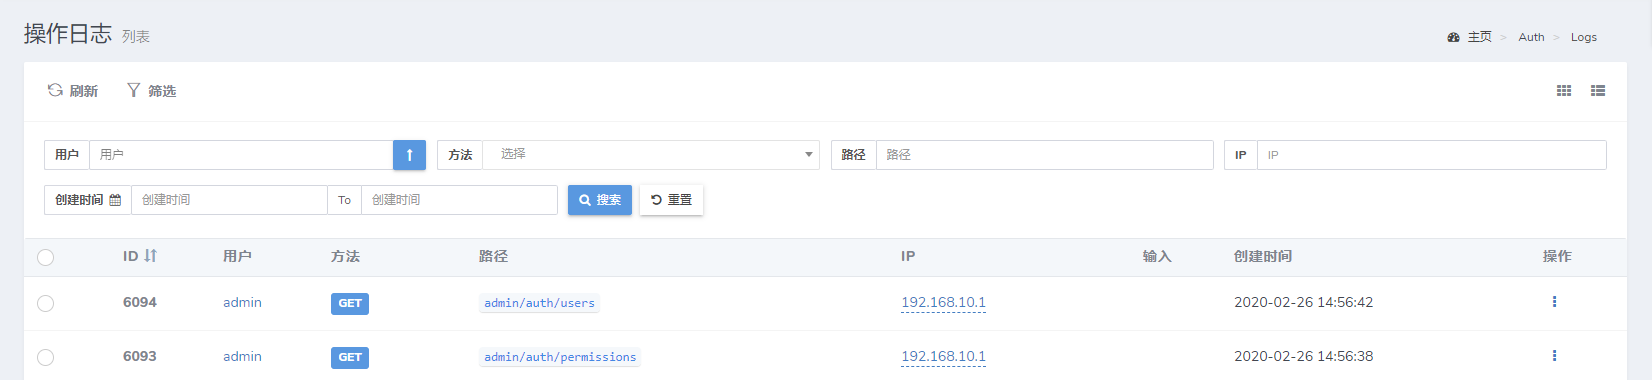 操作日志 列表
主页 > Auth > Logs
刷新 筛选
用户 用户 方法 选择 路径 路径 IP IP
创建时间 创建时间 To 创建时间 搜索 重置
ID 用户 方法 路径 IP 输入 创建时间 操作
6094 admin GET admin/auth/users 192.168.10.1 2020-02-26 14:56:42
6093 admin GET admin/auth/permissions 192.168.10.1 2020-02-26 14:56:38